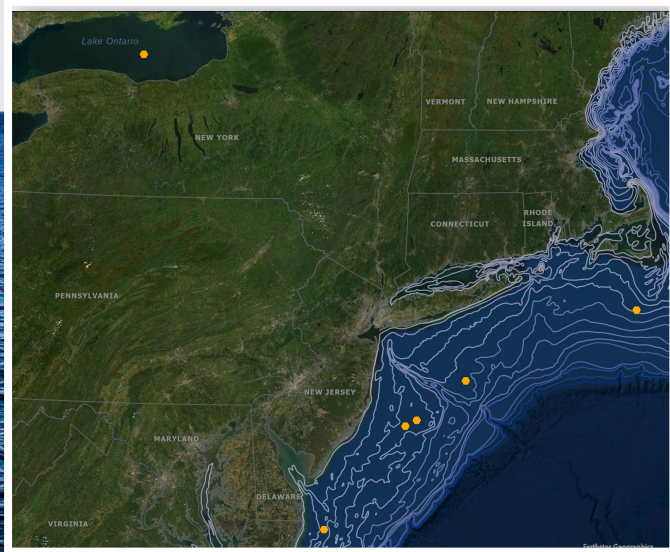 Lake Ontario
VERMONT
NEW HAMPSHIRE
NEW YORK
MASSACHUSETTS
RHODE
ISLAND
CONNECTICUT
PENNSYLVANIA
NEW JERSEY
MARYLAND
DELAWARE
VIRGINIA
Earthstar Geographics